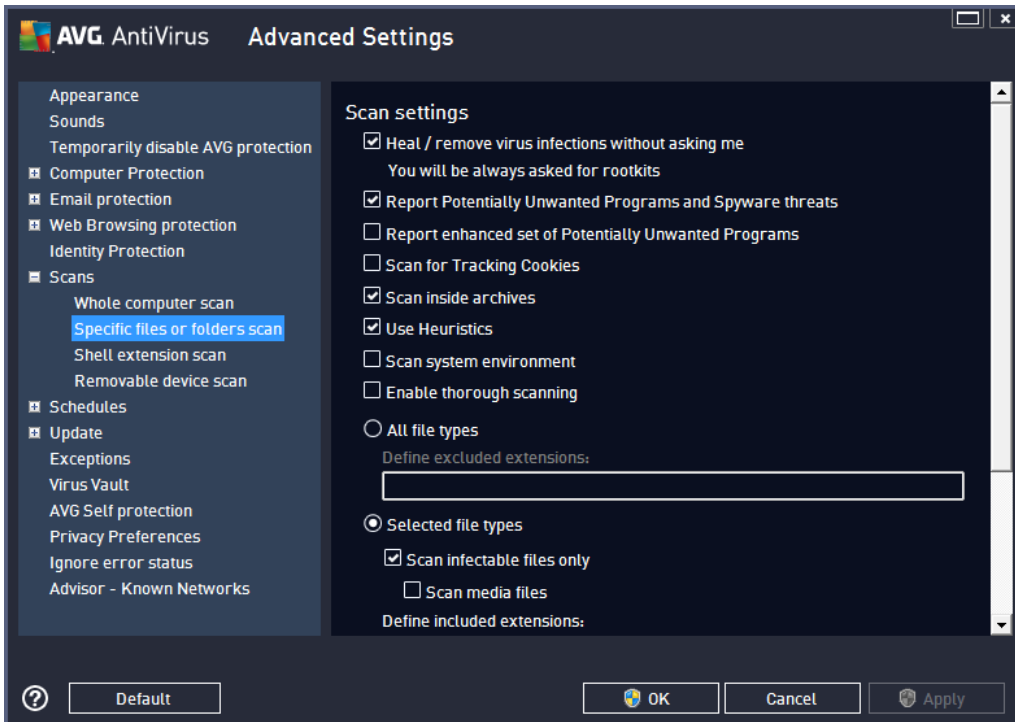 AVG. AntiVirus Advanced Settings
Appearance
Sounds
Temporarily disable AVG protection
Computer Protection
Email protection
Web Browsing protection
Identity Protection
Scans
Whole computer scan
Specific files or folders scan
Shell extension scan
Removable device scan
Schedules
Update
Exceptions
Virus Vault
AVG Self protection
Privacy Preferences
Ignore error status
Advisor - Known Networks
Scan settings
Heal / remove virus infections without asking me
You will be always asked for rootkits
Report Potentially Unwanted Programs and Spyware threats
Report enhanced set of Potentially Unwanted Programs
Scan for Tracking Cookies
Scan inside archives
Use Heuristics
Scan system environment
Enable thorough scanning
All file types
Define excluded extensions:
Selected file types
Scan infectable files only
Scan media files
Define included extensions:
? Default OK Cancel Apply